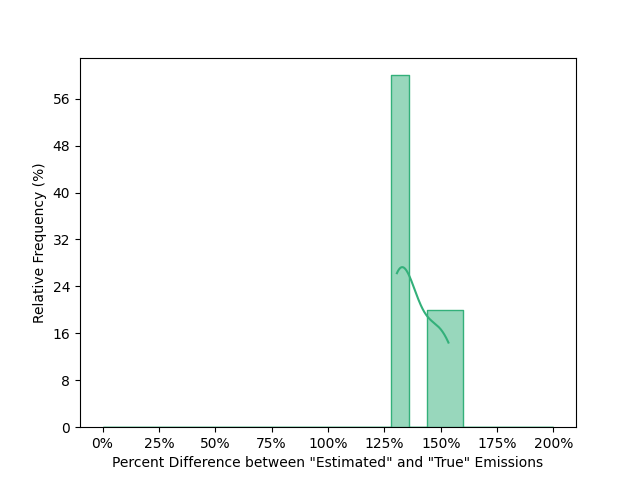 56
48
40
32
24
16
8
0
Relative Frequency (%)
0% 25% 50% 75% 100% 125% 150% 175% 200%
Percent Difference between "Estimated" and "True" Emissions